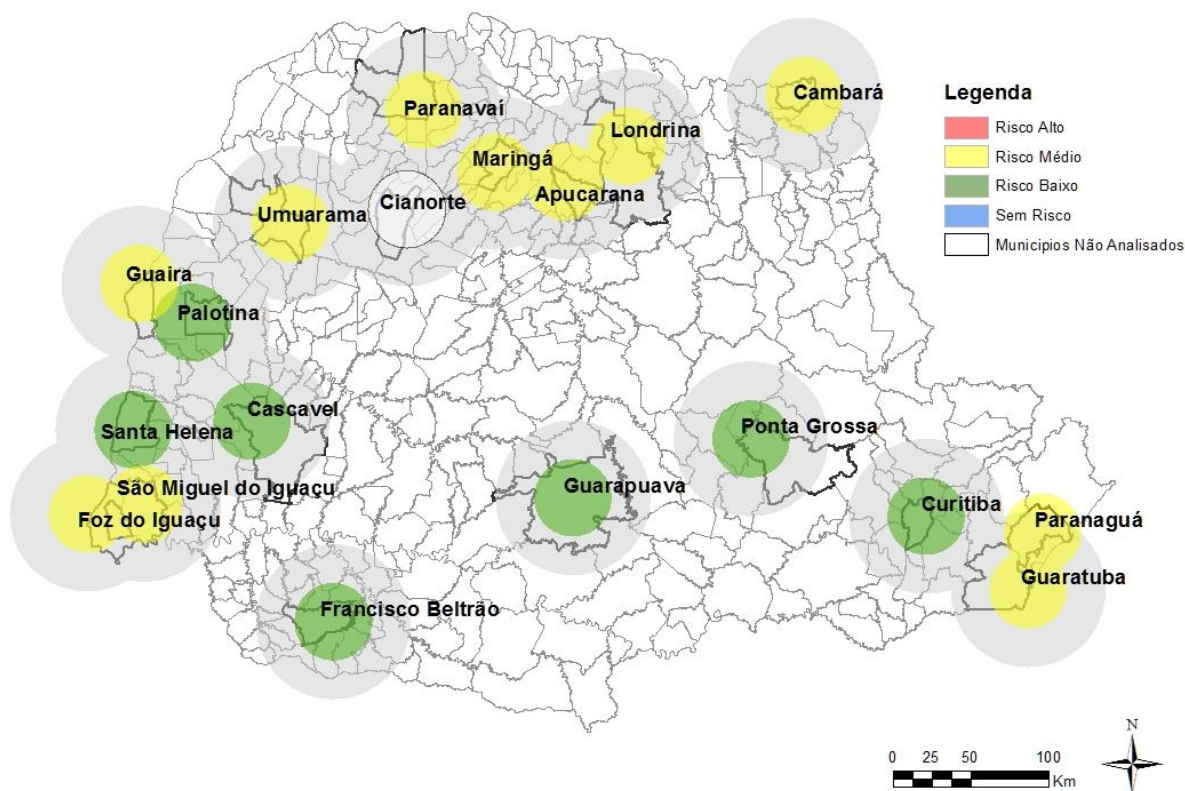 Cambará
Paranavaí
Londrina
Maringá
Apucarana
Cianorte
Umuarama
Guaira
Palotina
Cascavel
Santa Helena
Ponta Grossa
São Miguel do Iguaçu
Guarapuava
Foz do Iguaçu
Curitiba
Paranaguá
Guaratuba
Francisco Beltrão
Legenda
Risco Alto
Risco Médio
Risco Baixo
Sem Risco
Municipios Não Analisados
0 25 50 100
Km
N